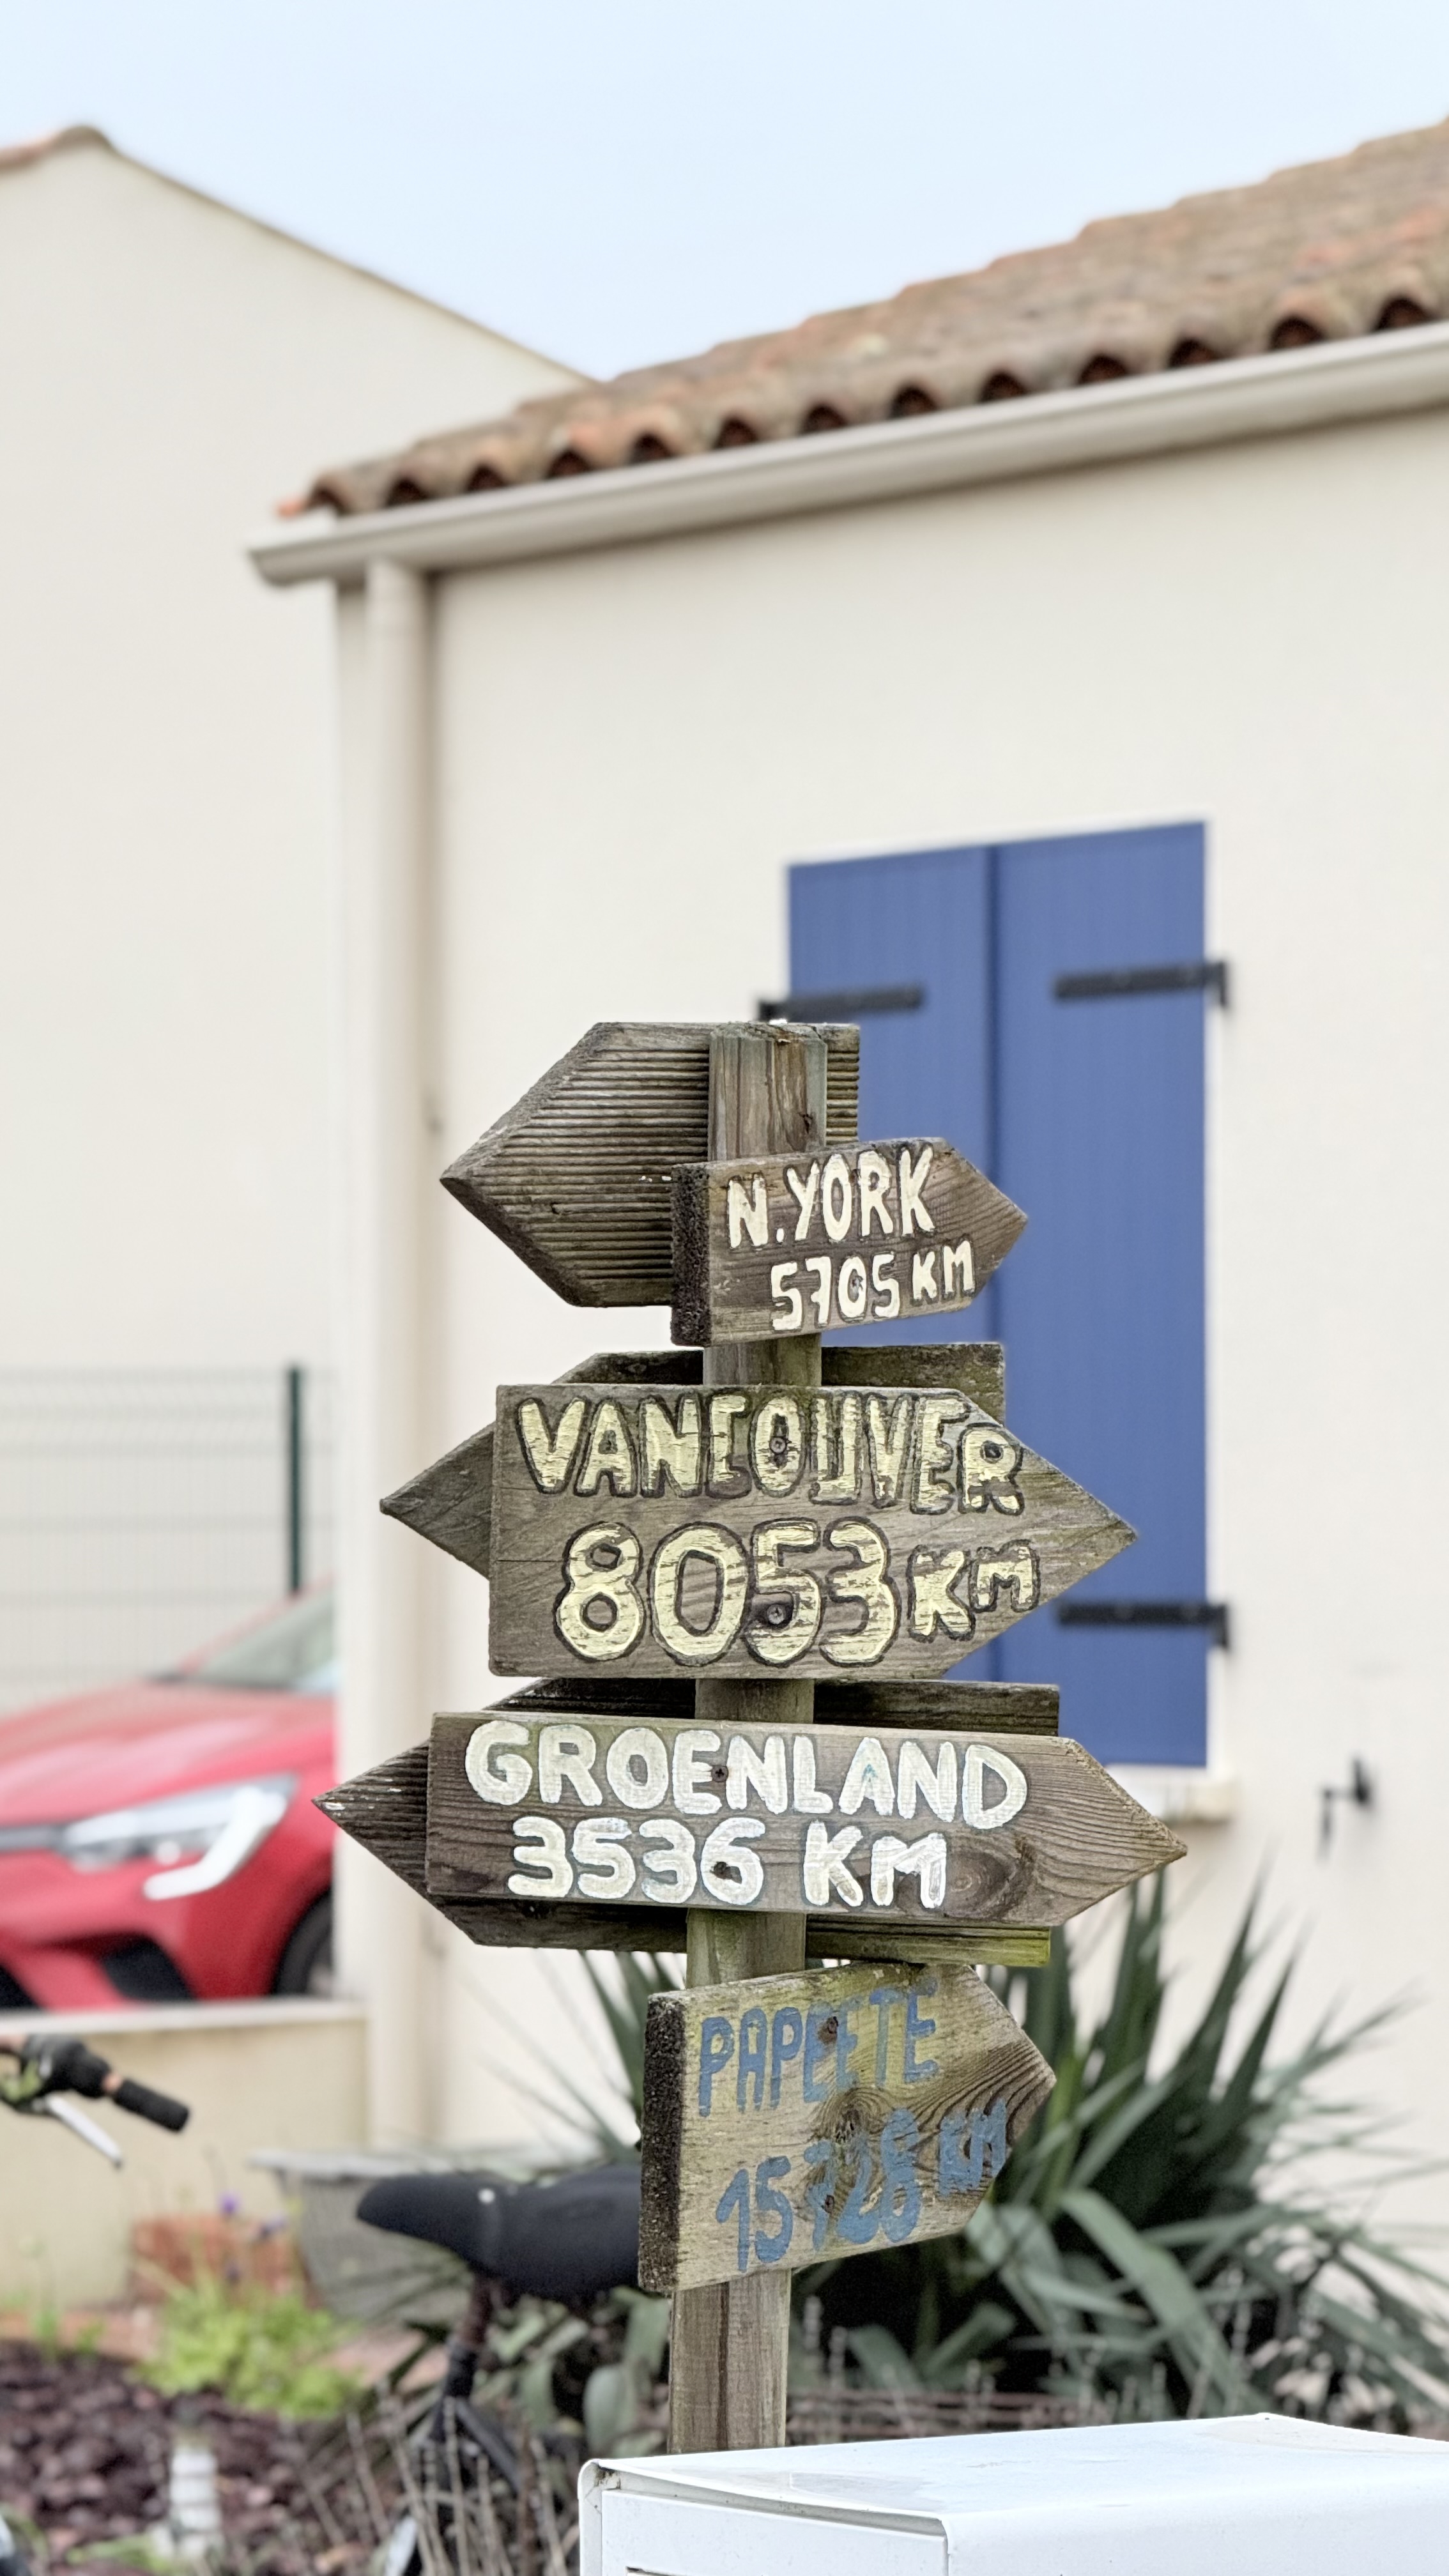 N.YORK
5705 KM
VANCOUVER
8053 KM
GROENLAND
3536 KM
PAPEETE
15728 KM